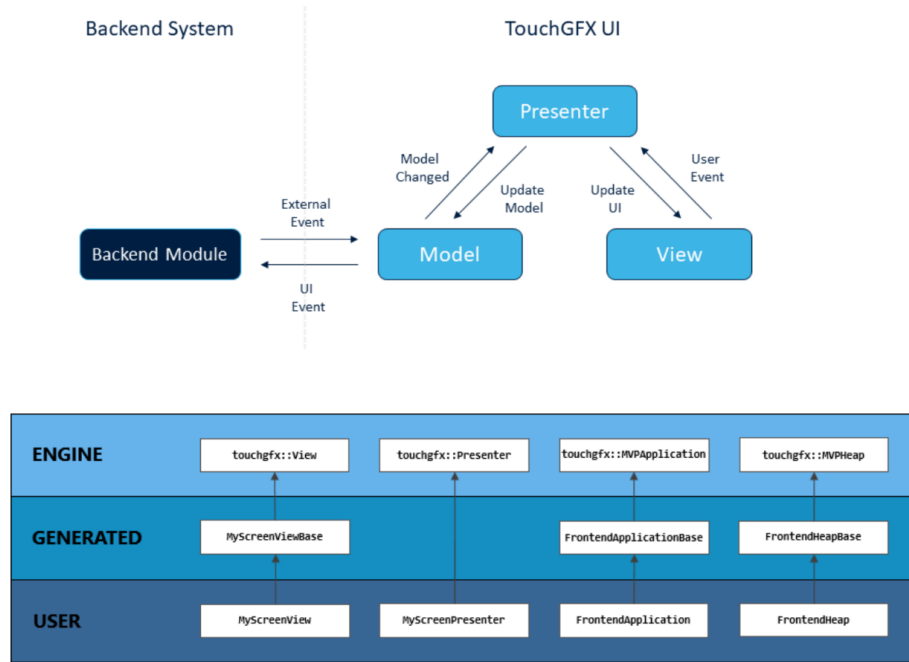 Backend System
TouchGFX UI
Presenter
Model
Changed
User
Event
Update
Model
Update
UI
External
Event
Backend Module
Model
View
UI
Event
ENGINE
touchgfx::View
touchgfx::Presenter
touchgfx::MVPApplication
touchgfx::MVPHeap
GENERATED
MyScreenViewBase
FrontendApplicationBase
FrontendHeapBase
USER
MyScreenView
MyScreenPresenter
FrontendApplication
FrontendHeap